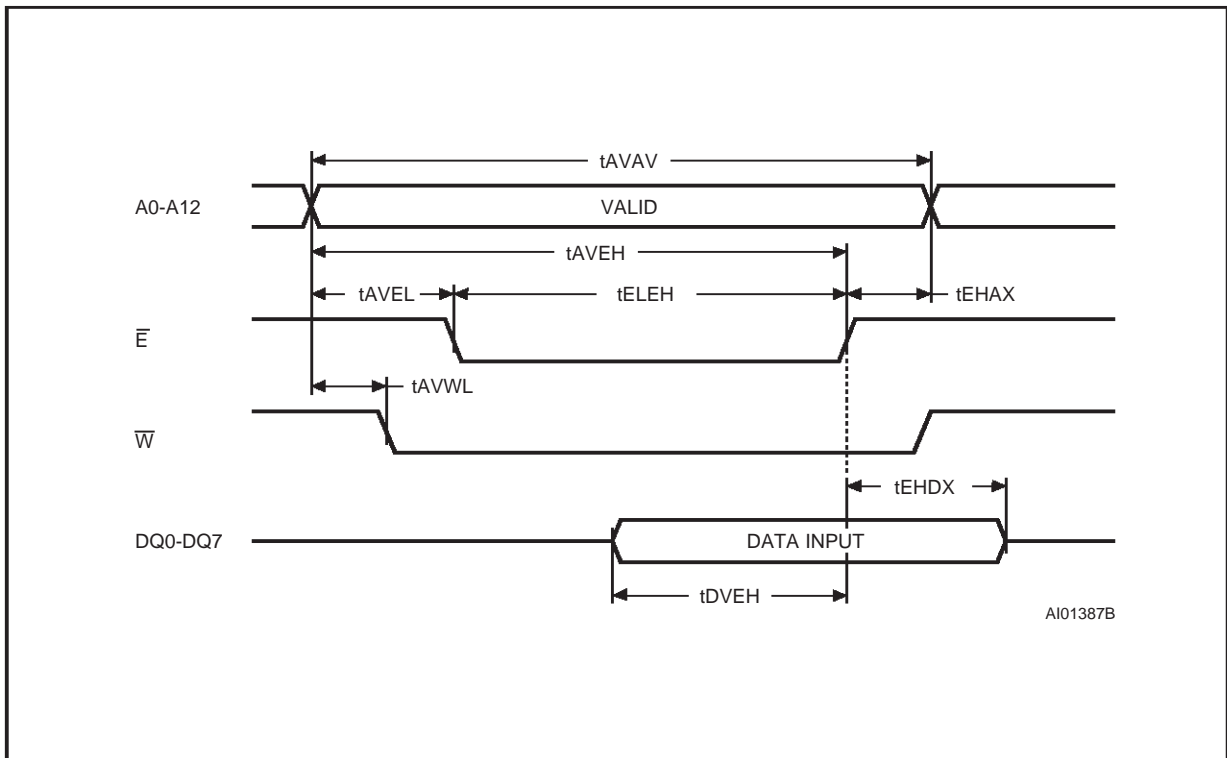 tAVAV
A0-A12
VALID
tAVEH
tAVEL
tELEH
tEHAX
E̅
tAVWL
W̅
tEHDX
DQ0-DQ7
DATA INPUT
tDVEH
AI01387B